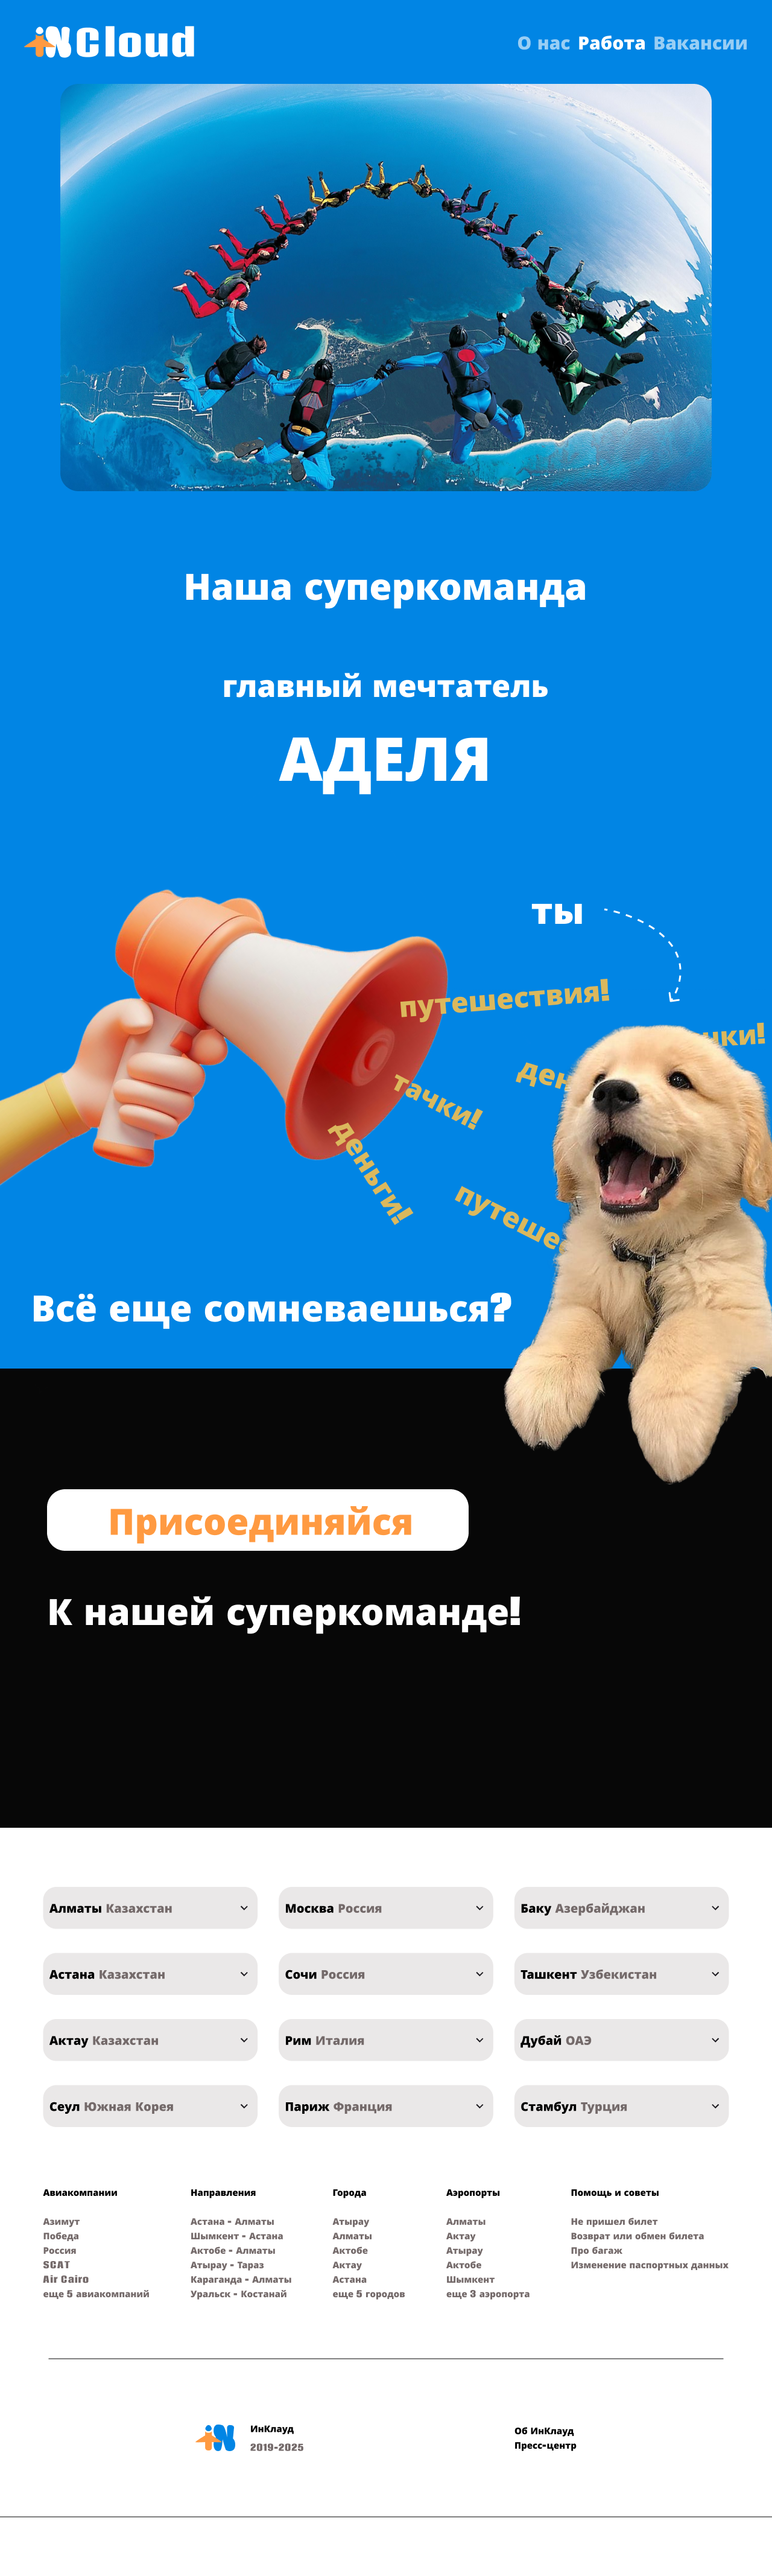 iNCloud
О нас Работа Вакансии
Наша суперкоманда
главный мечтатель
АДЕЛЯ
ты
путешествия!
тачки!
деньги!
Всё еще сомневаешься?
Присоединяйся
К нашей суперкоманде!
Алматы Казахстан
Москва Россия
Баку Азербайджан
Астана Казахстан
Сочи Россия
Ташкент Узбекистан
Актау Казахстан
Рим Италия
Дубай ОАЭ
Сеул Южная Корея
Париж Франция
Стамбул Турция
Авиакомпании
Азимут
Победа
Россия
SCAT
Air Cairo
еще 5 авиакомпаний
Направления
Астана - Алматы
Шымкент - Астана
Актобе - Алматы
Атырау - Тараз
Караганда - Алматы
Уральск - Костанай
Города
Атырау
Алматы
Актобе
Актау
Астана
еще 5 городов
Аэропорты
Алматы
Актау
Атырау
Актобе
Шымкент
еще 3 аэропорта
Помощь и советы
Не пришел билет
Возврат или обмен билета
Про багаж
Изменение паспортных данных
iN
ИнКлауд
2019-2025
Об ИнКлауд
Пресс-центр